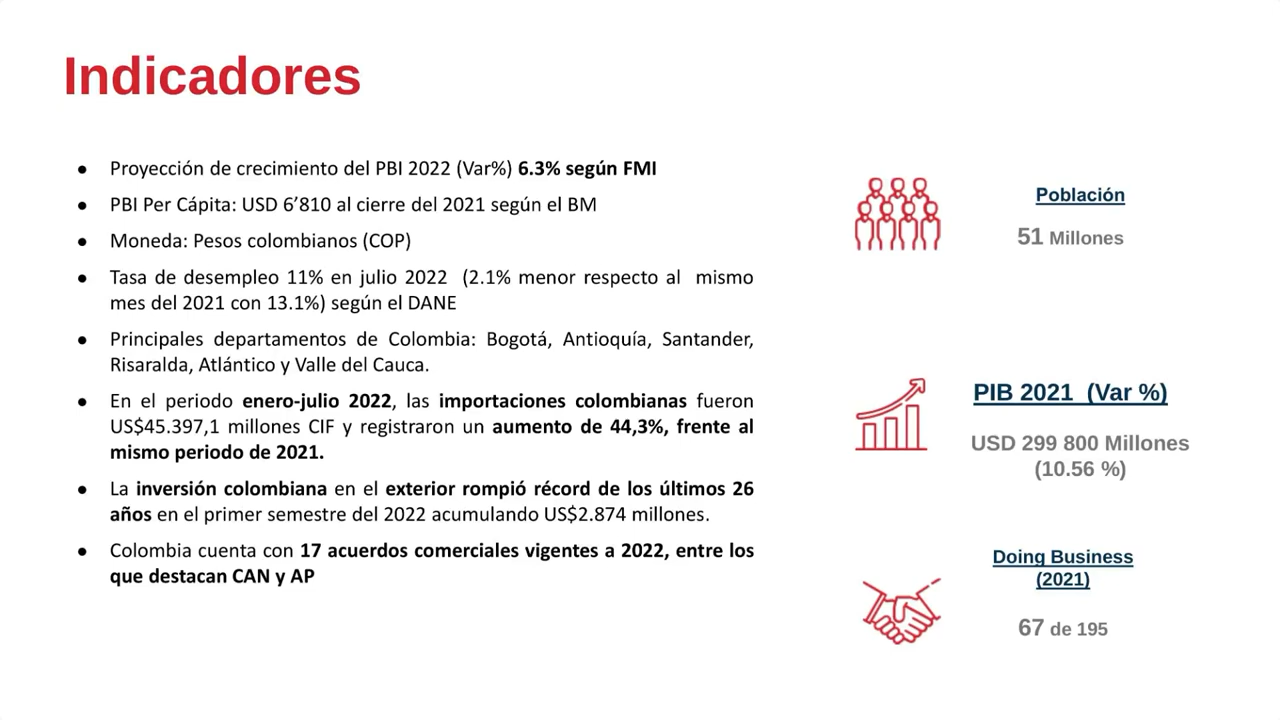 Indicadores
● Proyección de crecimiento del PBI 2022 (Var%) 6.3% según FMI
● PBI Per Cápita: USD 6’810 al cierre del 2021 según el BM
● Moneda: Pesos colombianos (COP)
● Tasa de desempleo 11% en julio 2022 (2.1% menor respecto al mismo
mes del 2021 con 13.1%) según el DANE
● Principales departamentos de Colombia: Bogotá, Antioquía, Santander,
Risaralda, Atlántico y Valle del Cauca.
● En el periodo enero-julio 2022, las importaciones colombianas fueron
US$45.397,1 millones CIF y registraron un aumento de 44,3%, frente al
mismo periodo de 2021.
● La inversión colombiana en el exterior rompió récord de los últimos 26
años en el primer semestre del 2022 acumulando US$2.874 millones.
● Colombia cuenta con 17 acuerdos comerciales vigentes a 2022, entre los
que destacan CAN y AP
Población
51 Millones
PIB 2021 (Var %)
USD 299 800 Millones
(10.56 %)
Doing Business
(2021)
67 de 195